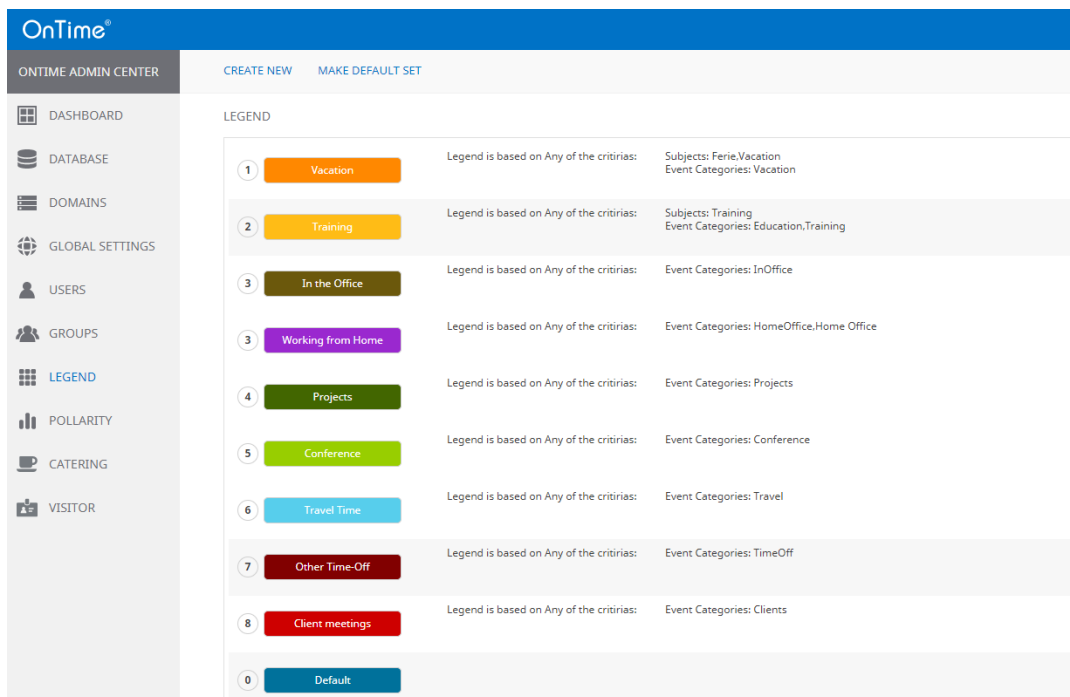 OnTime®
ONTIME ADMIN CENTER
CREATE NEW MAKE DEFAULT SET
DASHBOARD
DATABASE
DOMAINS
GLOBAL SETTINGS
USERS
GROUPS
LEGEND
POLLARITY
CATERING
VISITOR
LEGEND
1 Vacation Legend is based on Any of the critirias: Subjects: Ferie,Vacation
Event Categories: Vacation
2 Training Legend is based on Any of the critirias: Subjects: Training
Event Categories: Education,Training
3 In the Office Legend is based on Any of the critirias: Event Categories: InOffice
3 Working from Home Legend is based on Any of the critirias: Event Categories: HomeOffice,Home Office
4 Projects Legend is based on Any of the critirias: Event Categories: Projects
5 Conference Legend is based on Any of the critirias: Event Categories: Conference
6 Travel Time Legend is based on Any of the critirias: Event Categories: Travel
7 Other Time-Off Legend is based on Any of the critirias: Event Categories: TimeOff
8 Client meetings Legend is based on Any of the critirias: Event Categories: Clients
0 Default